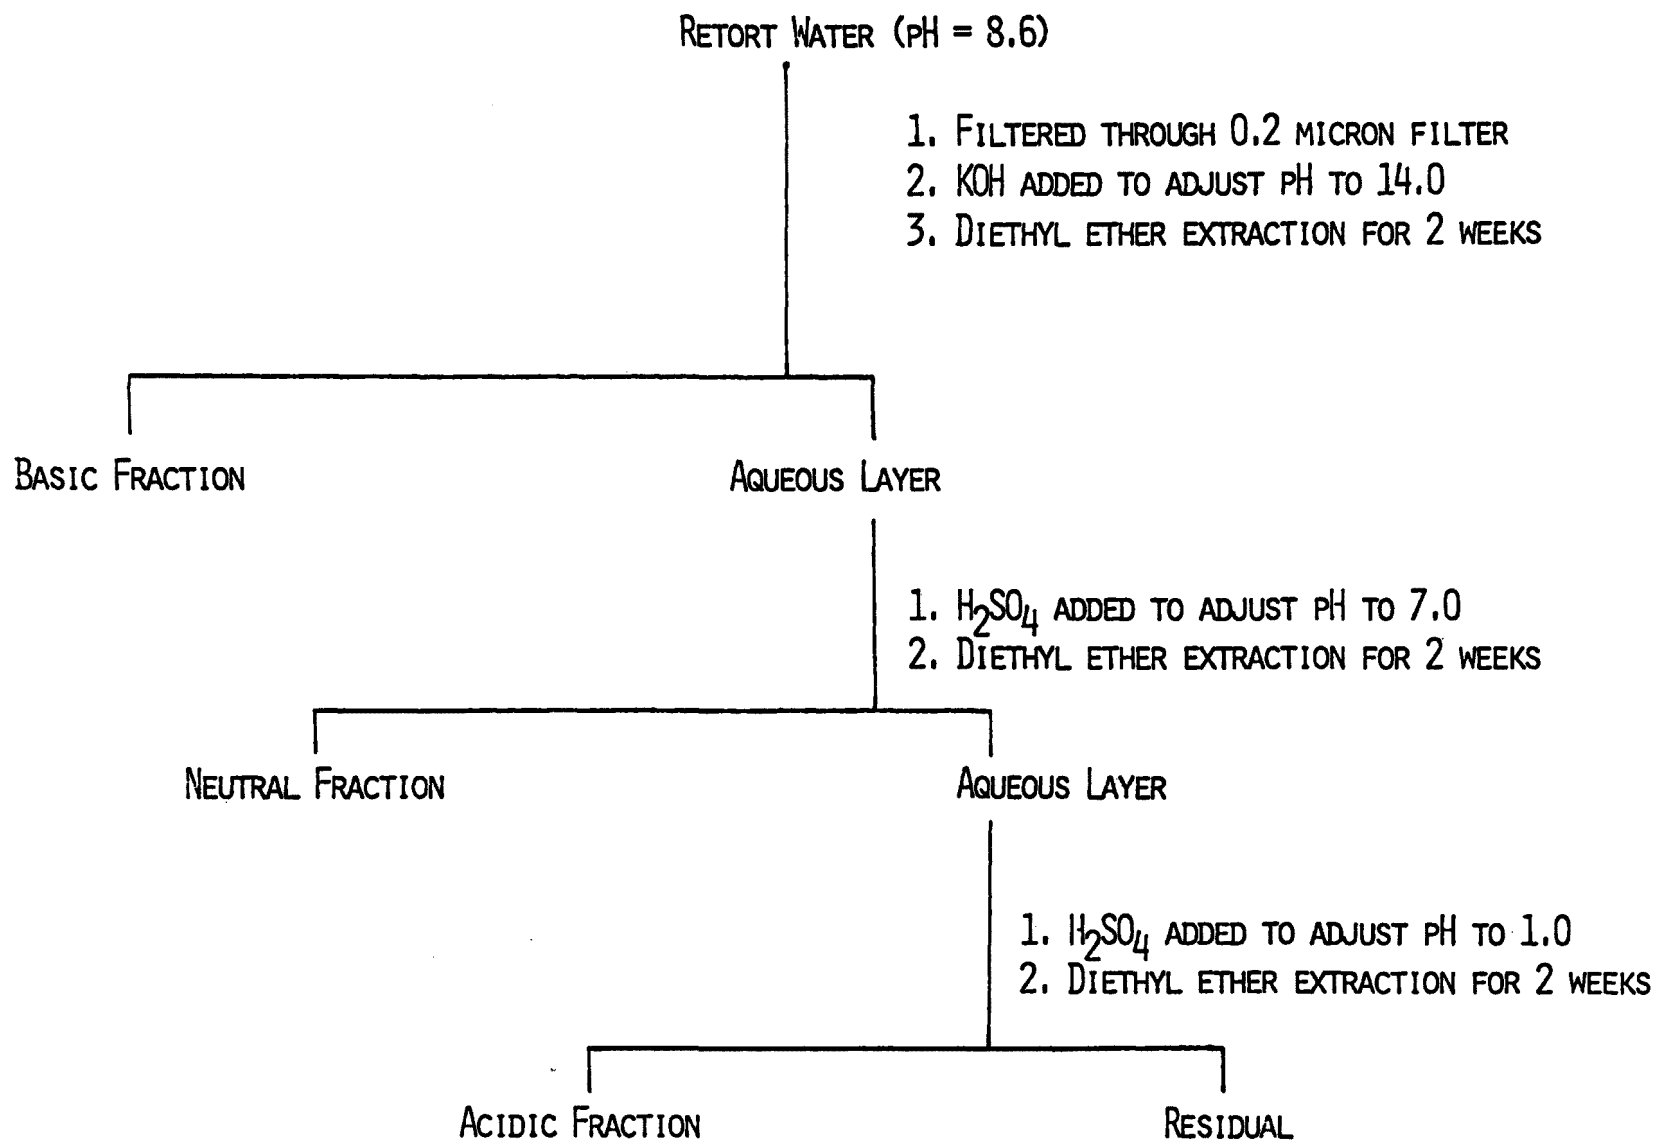 RETORT WATER (PH = 8.6)
1. FILTERED THROUGH 0.2 MICRON FILTER
2. KOH ADDED TO ADJUST PH TO 14.0
3. DIETHYL ETHER EXTRACTION FOR 2 WEEKS
BASIC FRACTION
AQUEOUS LAYER
1. H₂SO₄ ADDED TO ADJUST PH TO 7.0
2. DIETHYL ETHER EXTRACTION FOR 2 WEEKS
NEUTRAL FRACTION
AQUEOUS LAYER
1. H₂SO₄ ADDED TO ADJUST PH TO 1.0
2. DIETHYL ETHER EXTRACTION FOR 2 WEEKS
ACIDIC FRACTION
RESIDUAL